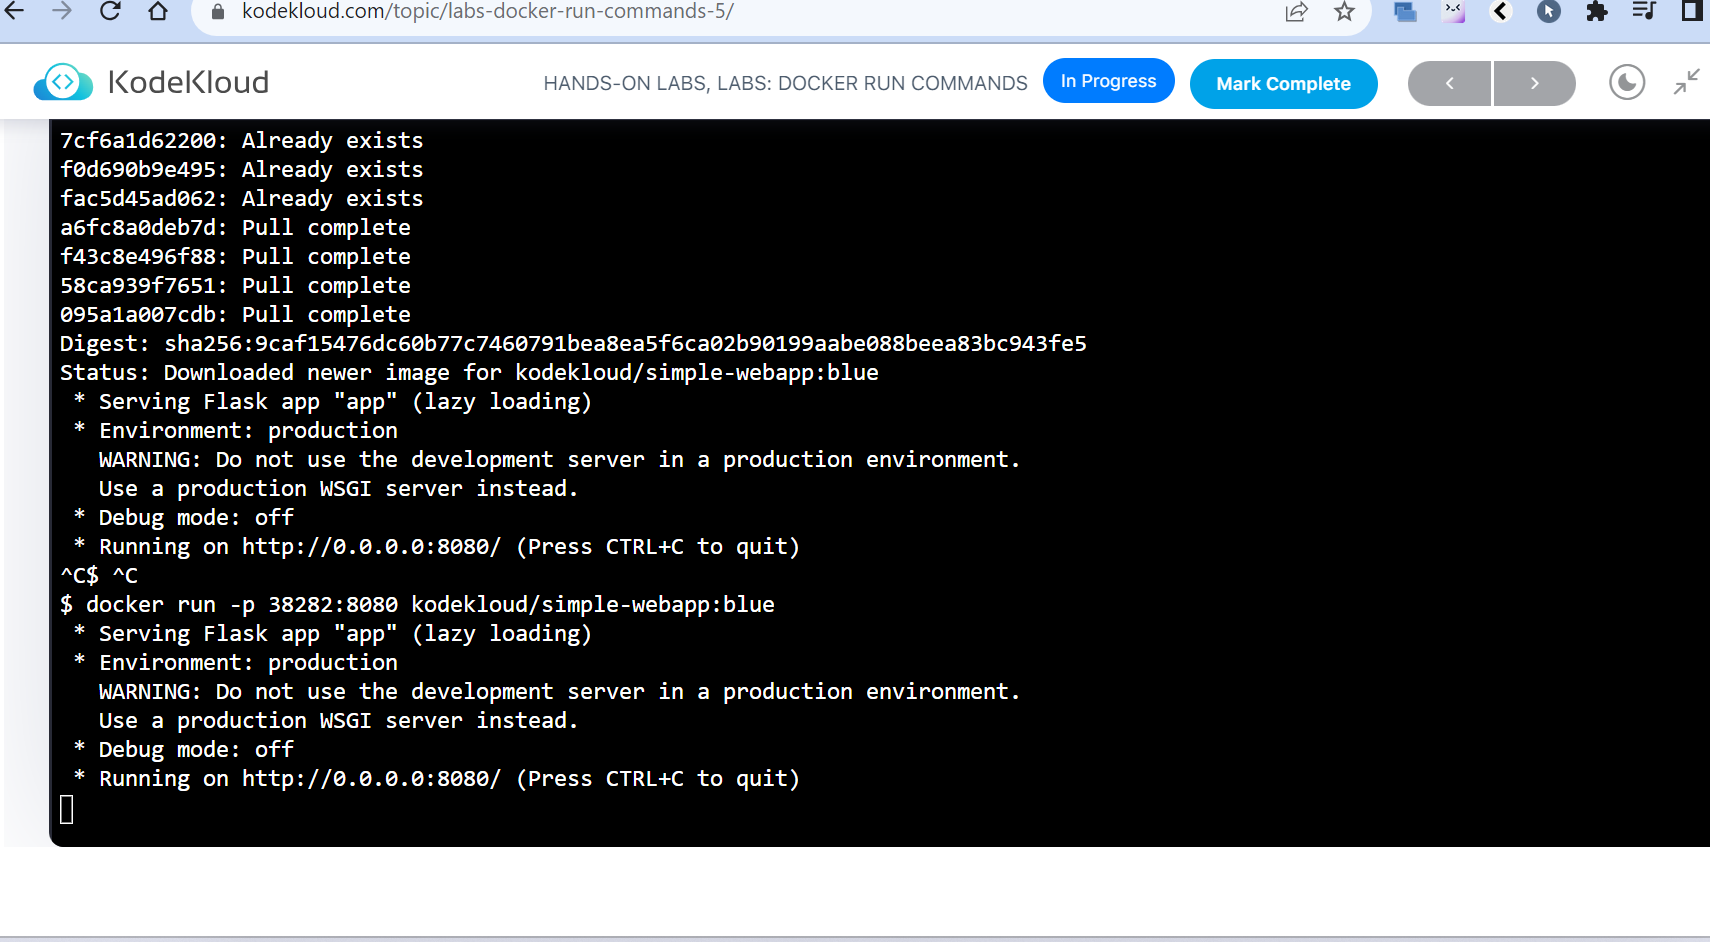 kodekloud.com/topic/labs-docker-run-commands-5/
KodeKloud
HANDS-ON LABS, LABS: DOCKER RUN COMMANDS
In Progress
Mark Complete
7cf6a1d62200: Already exists
f0d690b9e495: Already exists
fac5d45ad062: Already exists
a6fc8a0deb7d: Pull complete
f43c8e496f88: Pull complete
58ca939f7651: Pull complete
095a1a007cdb: Pull complete
Digest: sha256:9caf15476dc60b77c7460791bea8ea5f6ca02b90199aabe088beea83bc943fe5
Status: Downloaded newer image for kodekloud/simple-webapp:blue
 * Serving Flask app "app" (lazy loading)
 * Environment: production
   WARNING: Do not use the development server in a production environment.
   Use a production WSGI server instead.
 * Debug mode: off
 * Running on http://0.0.0.0:8080/ (Press CTRL+C to quit)
^C$ ^C
$ docker run -p 38282:8080 kodekloud/simple-webapp:blue
 * Serving Flask app "app" (lazy loading)
 * Environment: production
   WARNING: Do not use the development server in a production environment.
   Use a production WSGI server instead.
 * Debug mode: off
 * Running on http://0.0.0.0:8080/ (Press CTRL+C to quit)